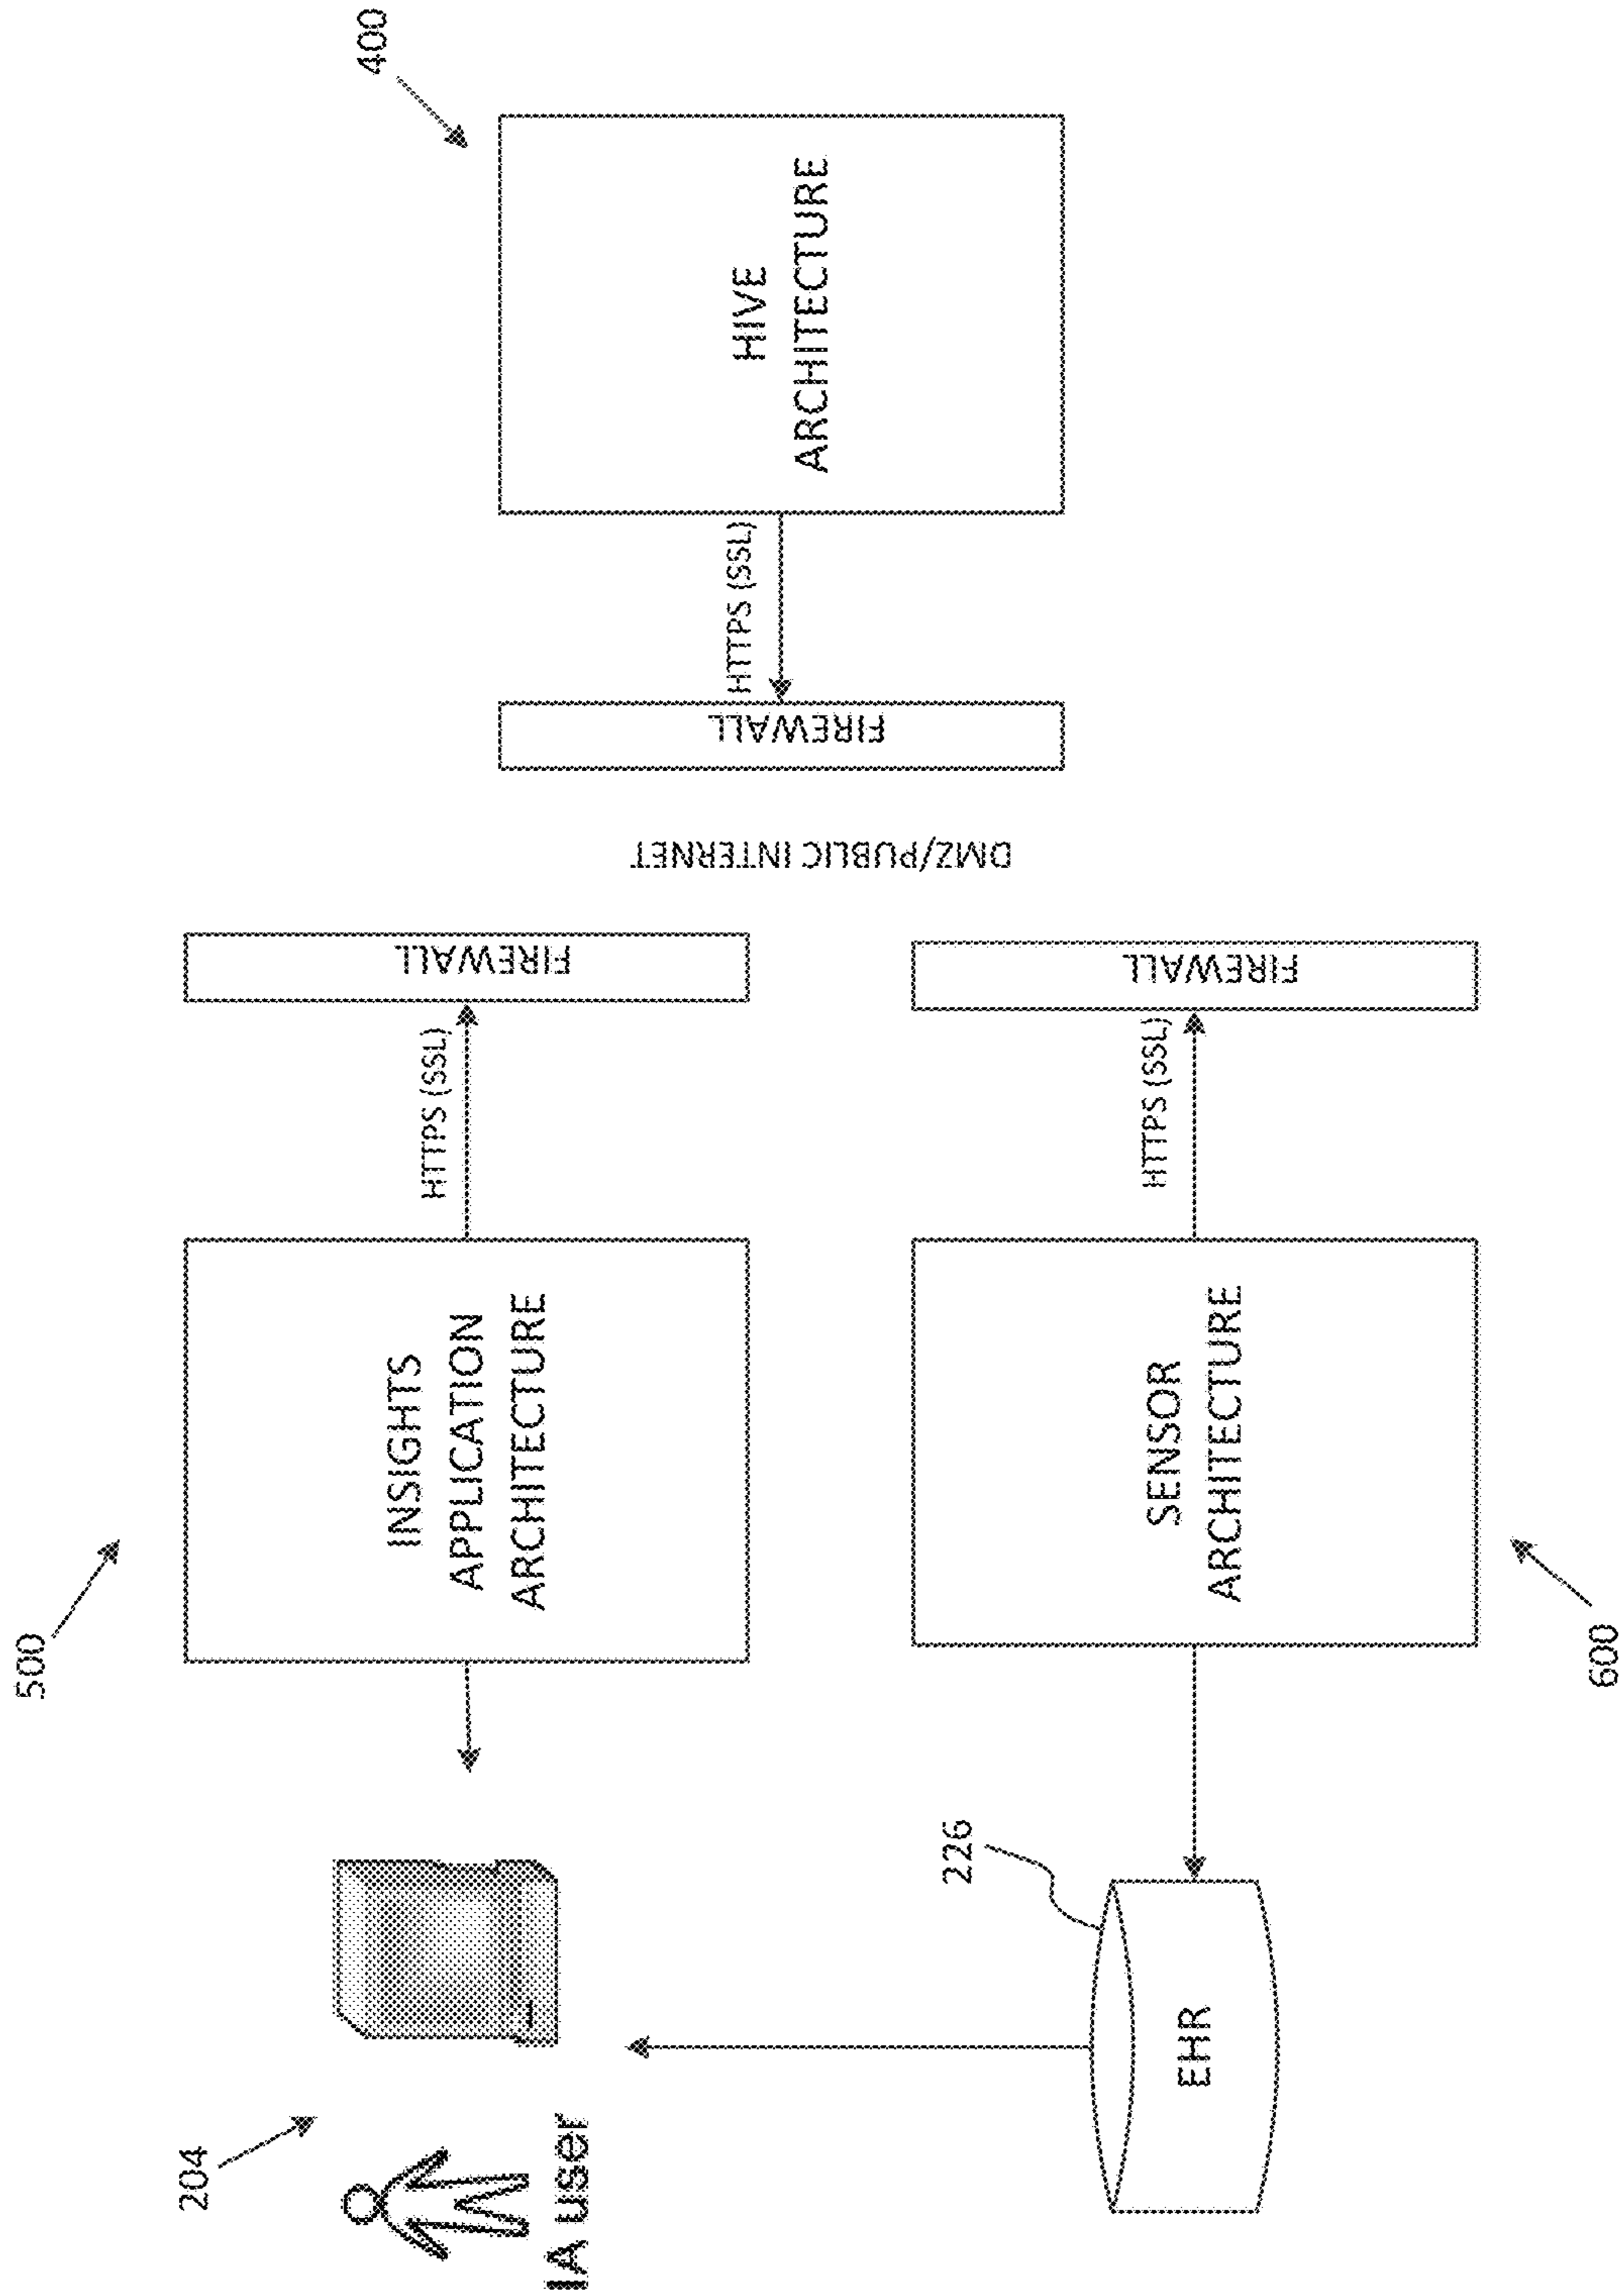 204
IA user
500
INSIGHTS
APPLICATION
ARCHITECTURE
HTTPS (SSL)
FIREWALL
226
EHR
600
SENSOR
ARCHITECTURE
HTTPS (SSL)
FIREWALL
DMZ/PUBLIC INTERNET
FIREWALL
HTTPS (SSL)
HIVE
ARCHITECTURE
400